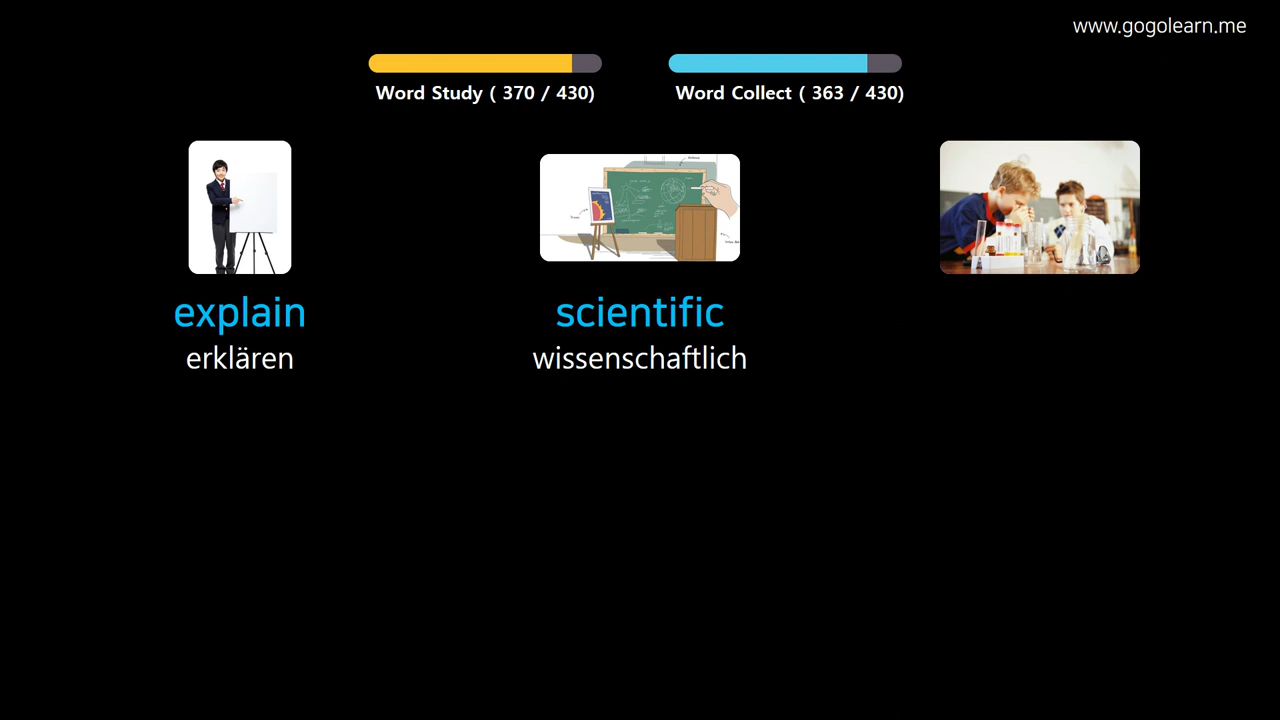 www.gogolearn.me
Word Study ( 370 / 430)
Word Collect ( 363 / 430)
explain
scientific
erklären
wissenschaftlich